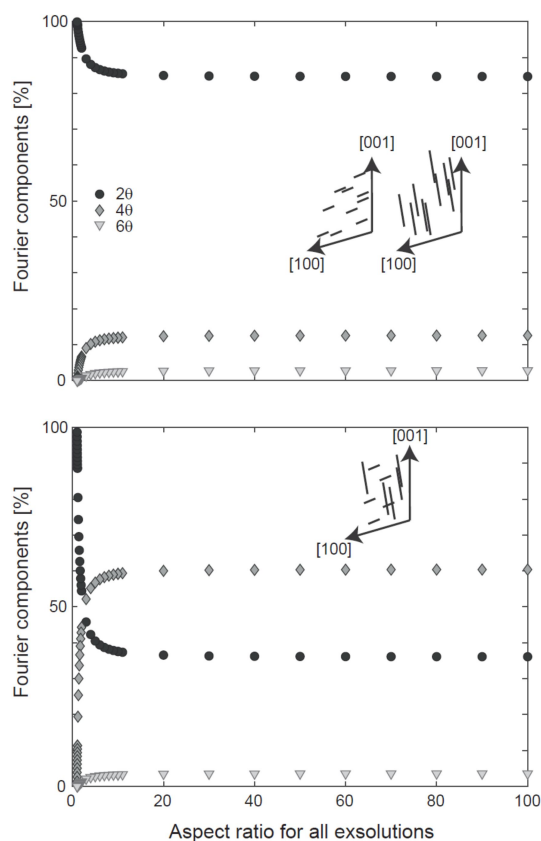 100
Fourier components [%]
50
0
2θ
4θ
6θ
[001]
[001]
[100]
[100]
100
Fourier components [%]
50
0
[001]
[100]
0 20 40 60 80 100
Aspect ratio for all exsolutions